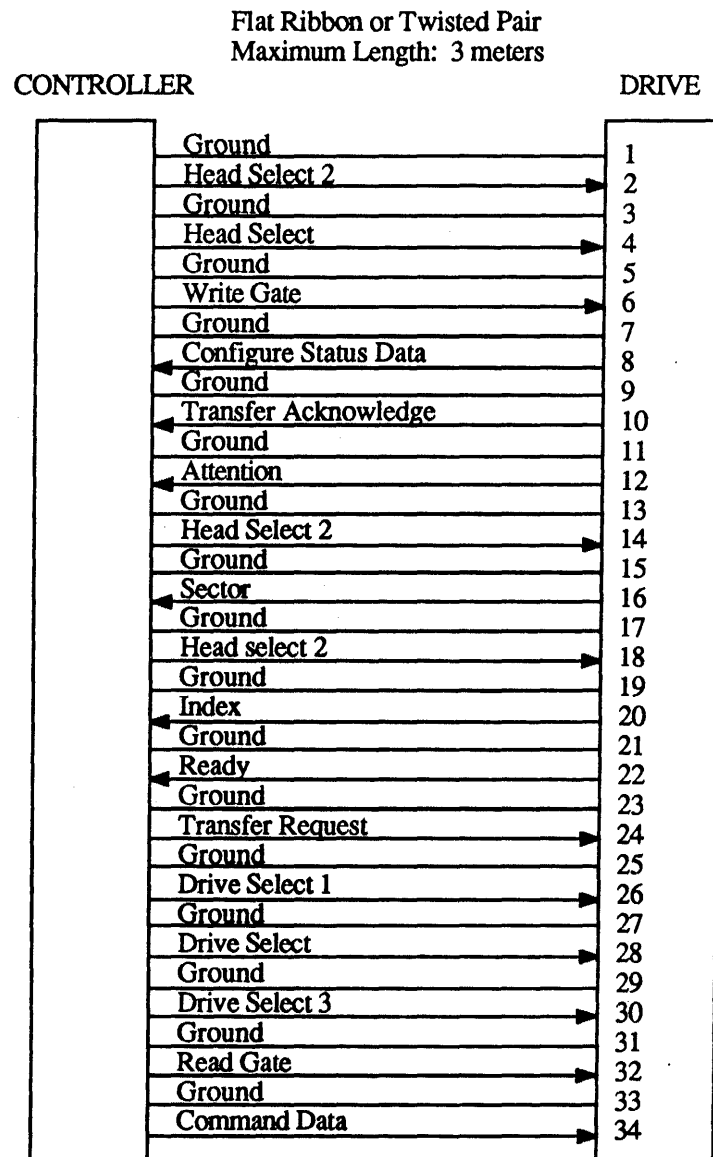 Flat Ribbon or Twisted Pair
Maximum Length: 3 meters
CONTROLLER DRIVE
Ground 1
Head Select 2 2
Ground 3
Head Select 4
Ground 5
Write Gate 6
Ground 7
Configure Status Data 8
Ground 9
Transfer Acknowledge 10
Ground 11
Attention 12
Ground 13
Head Select 2 14
Ground 15
Sector 16
Ground 17
Head select 2 18
Ground 19
Index 20
Ground 21
Ready 22
Ground 23
Transfer Request 24
Ground 25
Drive Select 1 26
Ground 27
Drive Select 28
Ground 29
Drive Select 3 30
Ground 31
Read Gate 32
Ground 33
Command Data 34